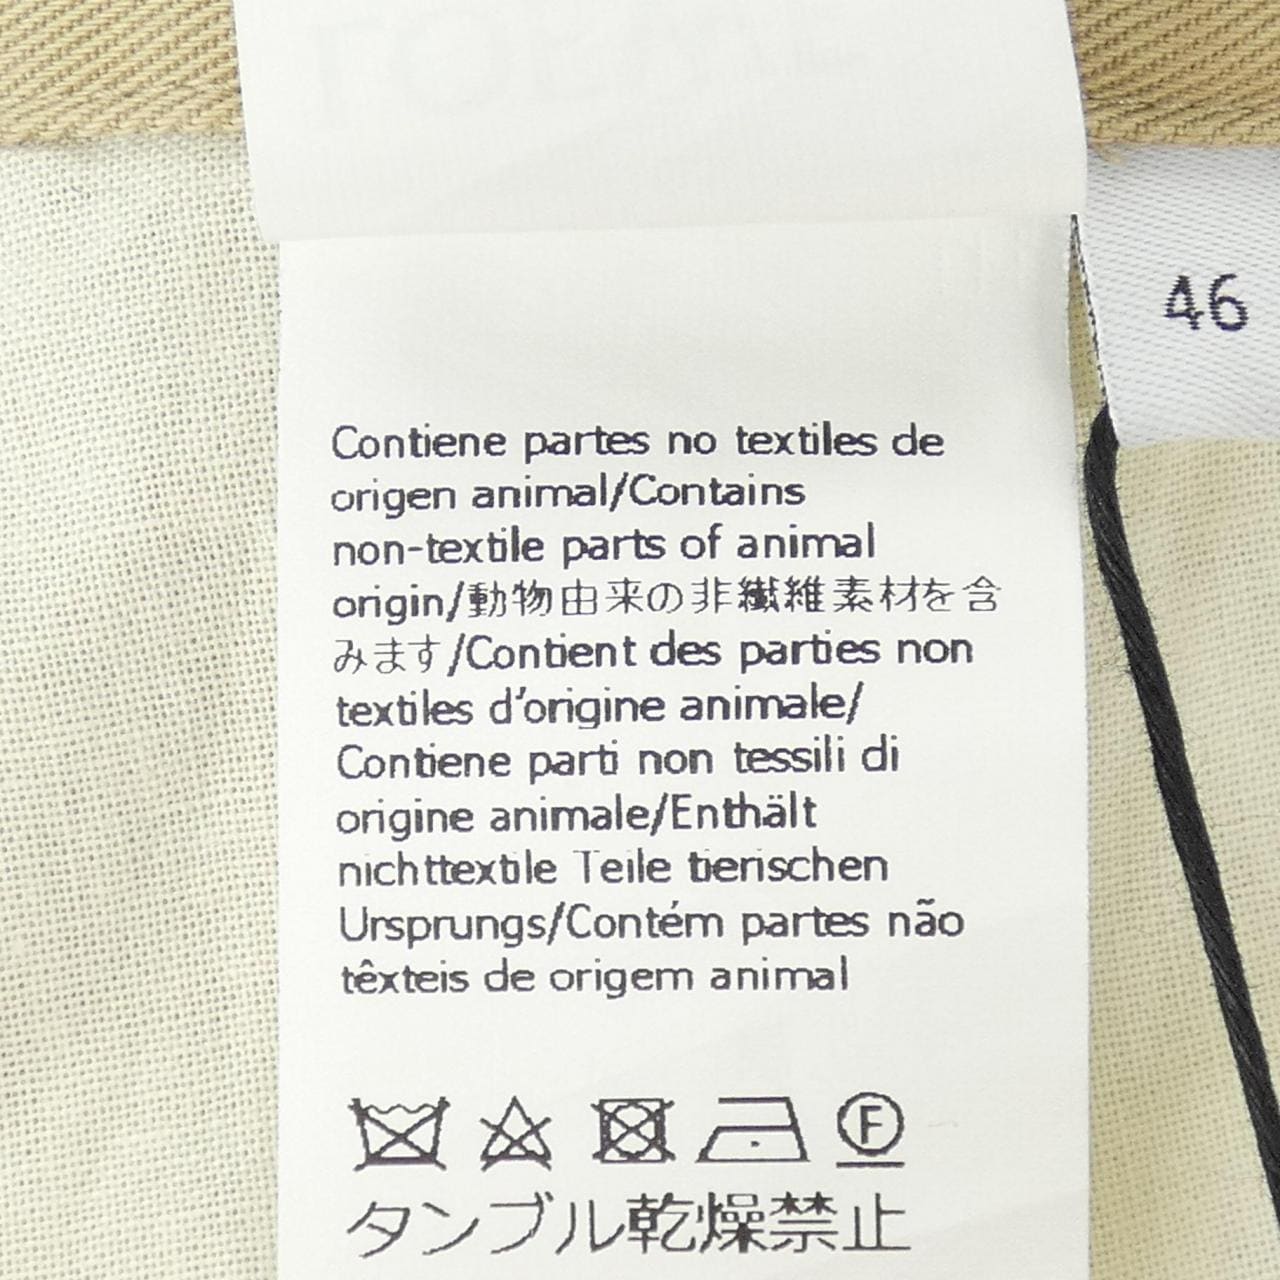 46
Contiene partes no textiles de
origen animal/Contains
non-textile parts of animal
origin/動物由来の非繊維素材を含
みます/Contient des parties non
textiles d'origine animale/
Contiene parti non tessili di
origine animale/Enthält
nichttextile Teile tierischen
Ursprungs/Contém partes não
têxteis de origem animal
F
タンブル乾燥禁止